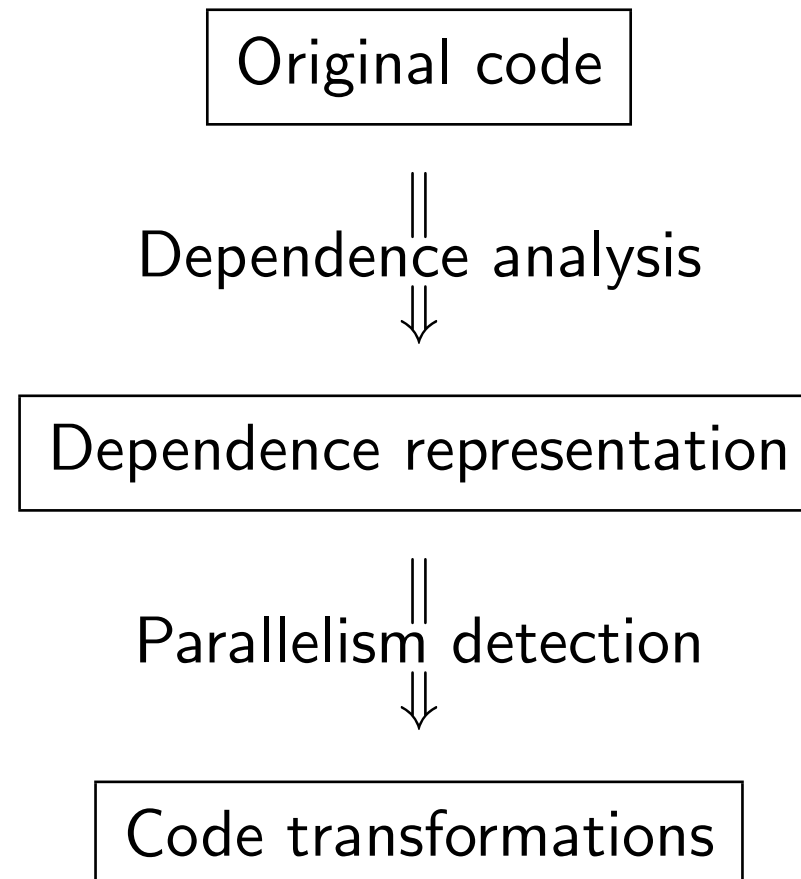 Original code
Dependence analysis
Dependence representation
Parallelism detection
Code transformations